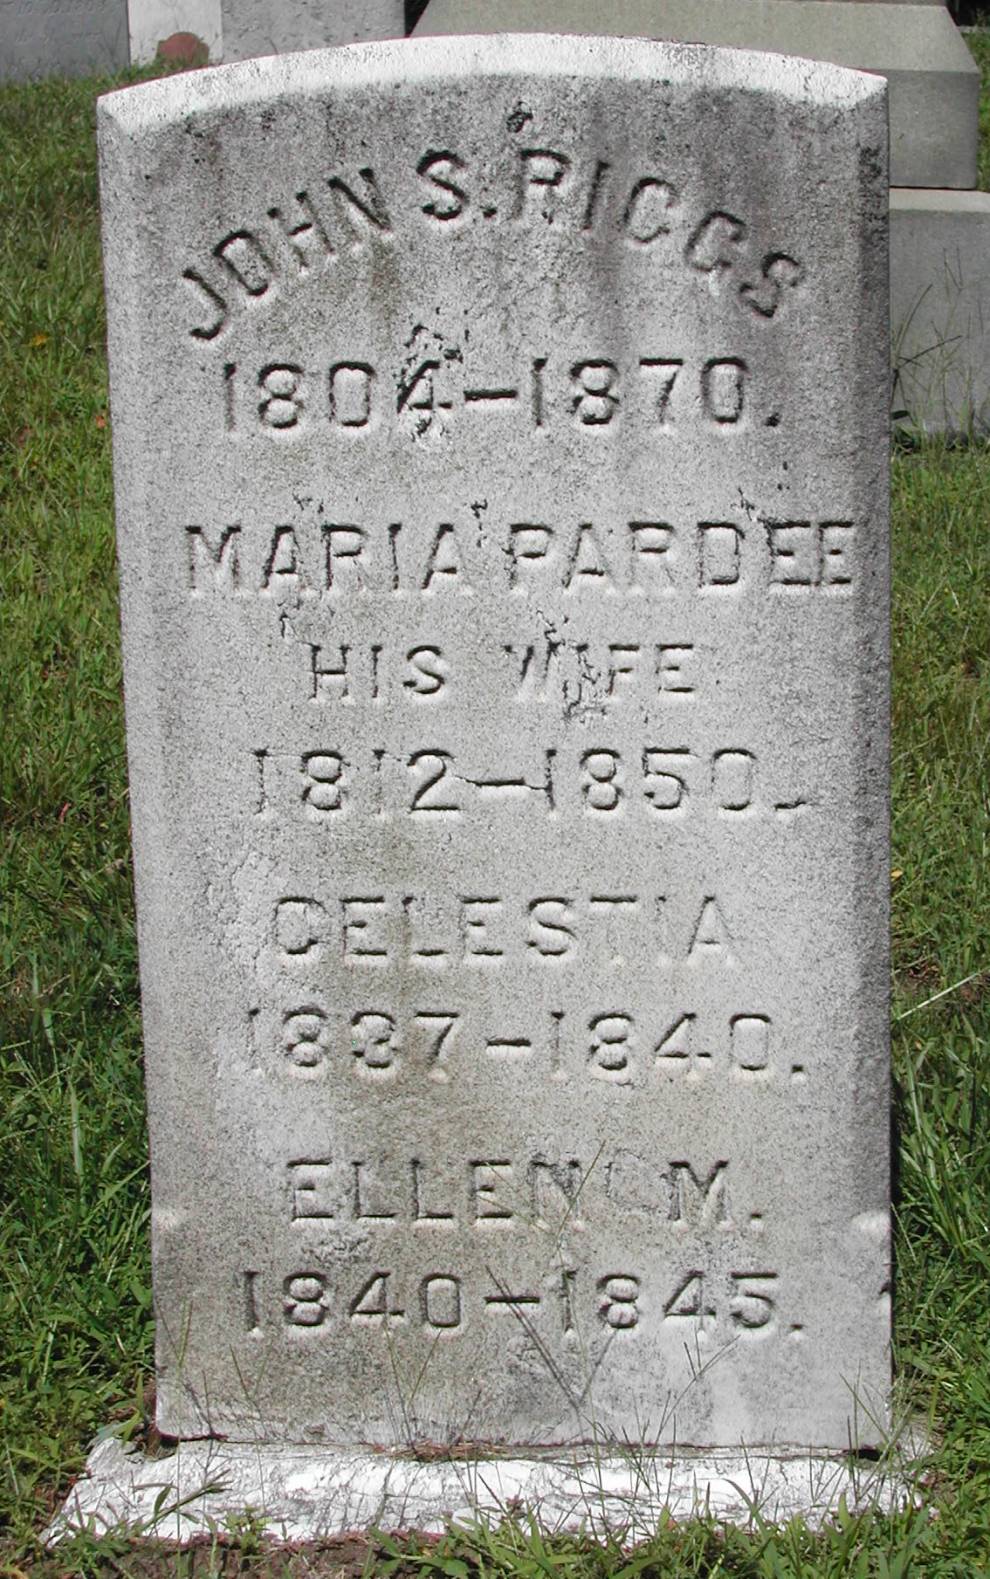 JOHN S. RIGGS
1804-1870.
MARIA PARDEE
HIS WIFE
1812-1850.
CELESTIA
1837-1840.
ELLEN M.
1840-1845.